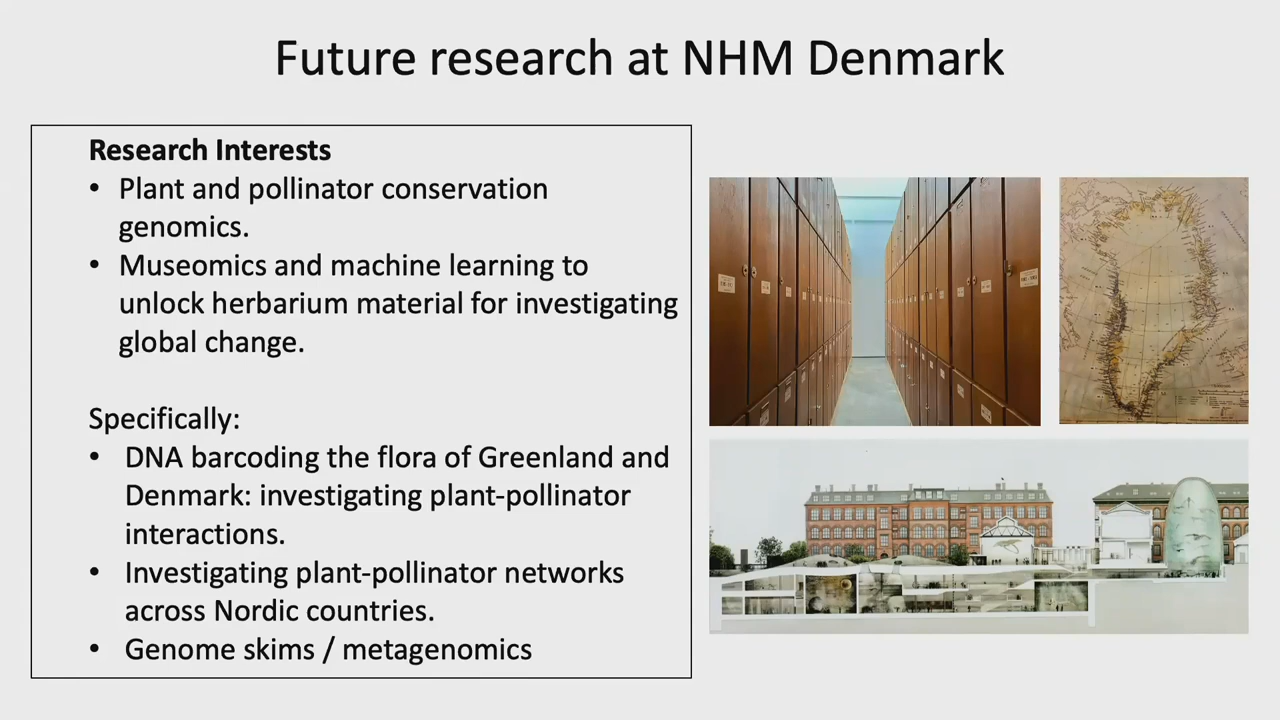 Future research at NHM Denmark
Research Interests
• Plant and pollinator conservation
genomics.
• Museomics and machine learning to
unlock herbarium material for investigating
global change.
Specifically:
• DNA barcoding the flora of Greenland and
Denmark: investigating plant-pollinator
interactions.
• Investigating plant-pollinator networks
across Nordic countries.
• Genome skims / metagenomics